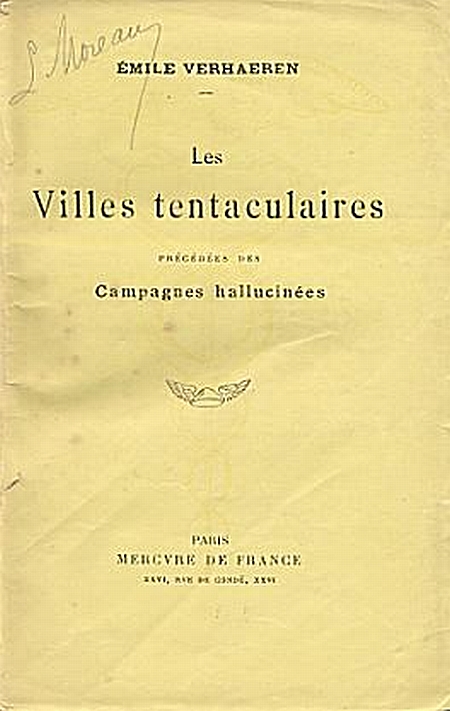 L Moreau
ÉMILE VERHAEREN
Les
Villes tentaculaires
PRÉCÉDÉES DES
Campagnes hallucinées
PARIS
MERCVRE DE FRANCE
XXVI, RVE DE CONDÉ, XXVI